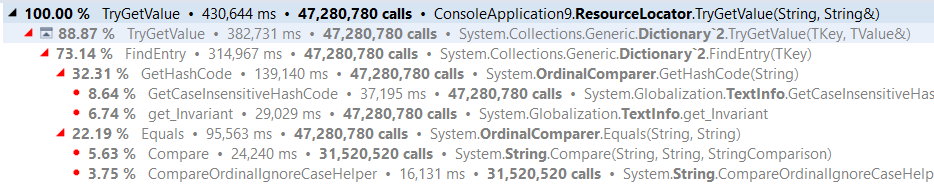 100.00 % TryGetValue • 430,644 ms • 47,280,780 calls • ConsoleApplication9.ResourceLocator.TryGetValue(String, String&)
88.87 % TryGetValue • 382,731 ms • 47,280,780 calls • System.Collections.Generic.Dictionary`2.TryGetValue(TKey, TValue&)
73.14 % FindEntry • 314,967 ms • 47,280,780 calls • System.Collections.Generic.Dictionary`2.FindEntry(TKey)
32.31 % GetHashCode • 139,140 ms • 47,280,780 calls • System.OrdinalComparer.GetHashCode(String)
8.64 % GetCaseInsensitiveHashCode • 37,195 ms • 47,280,780 calls • System.Globalization.TextInfo.GetCaseInsensitiveHas
6.74 % get_Invariant • 29,029 ms • 47,280,780 calls • System.Globalization.TextInfo.get_Invariant
22.19 % Equals • 95,563 ms • 47,280,780 calls • System.OrdinalComparer.Equals(String, String)
5.63 % Compare • 24,240 ms • 31,520,520 calls • System.String.Compare(String, String, StringComparison)
3.75 % CompareOrdinalIgnoreCaseHelper • 16,131 ms • 31,520,520 calls • System.String.CompareOrdinalIgnoreCaseHelp